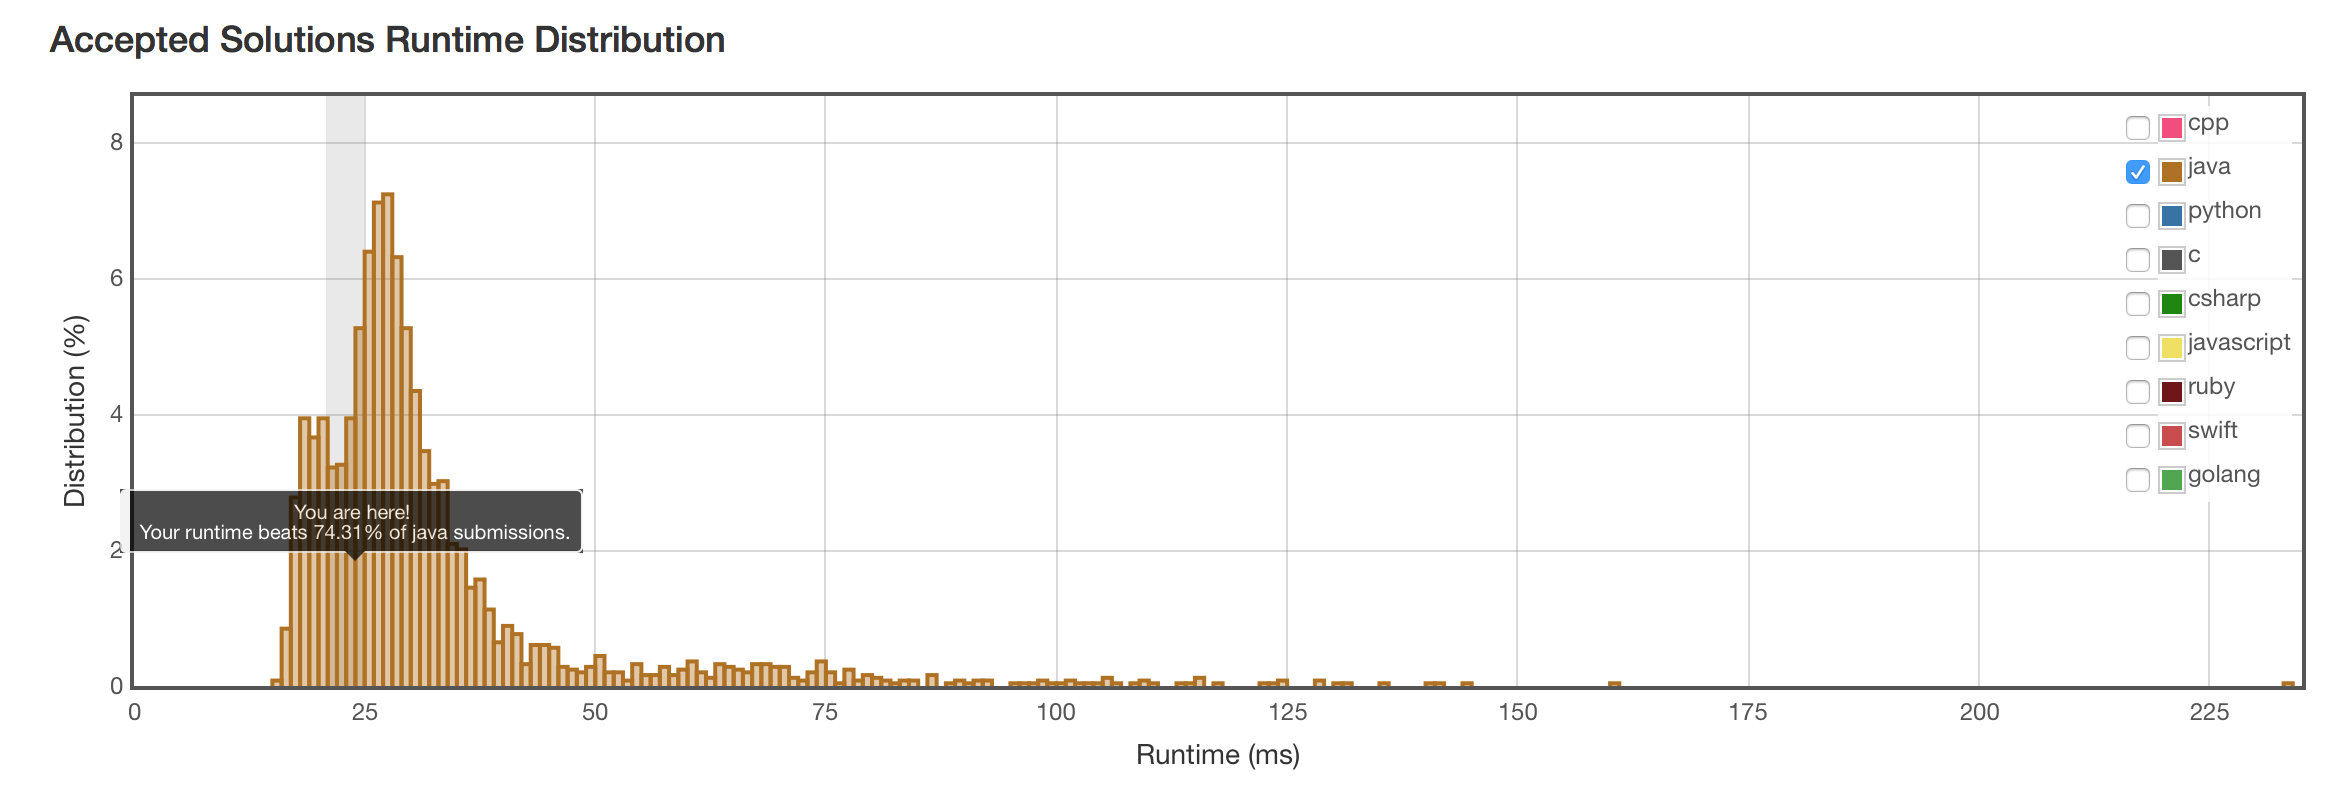 Accepted Solutions Runtime Distribution
Distribution (%)
8
6
4
2
0
You are here!
Your runtime beats 74.31% of java submissions.
cpp
java
python
c
csharp
javascript
ruby
swift
golang
0 25 50 75 100 125 150 175 200 225
Runtime (ms)